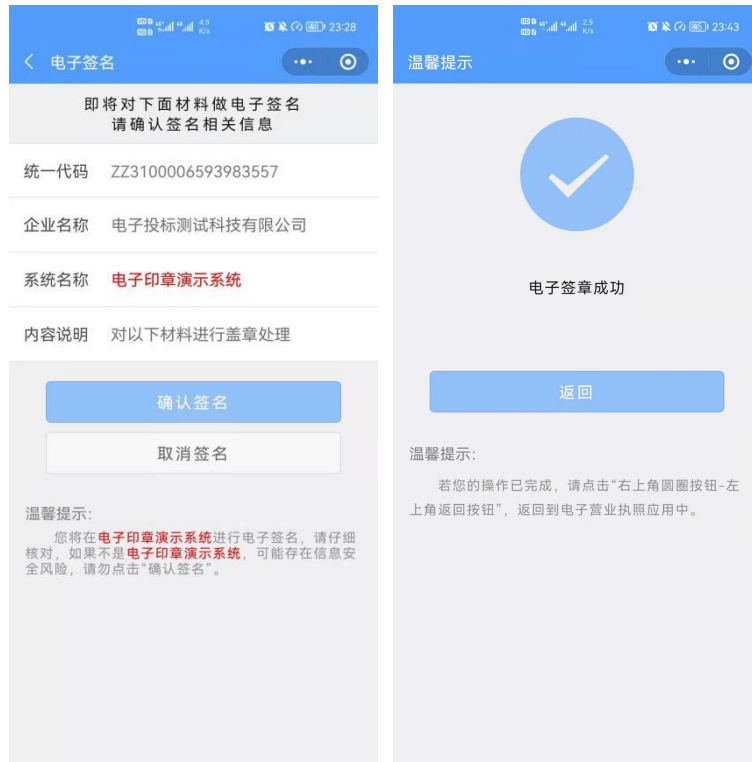 4.9
K/s
23:28
电子签名
即将对下面材料做电子签名
请确认签名相关信息
统一代码 ZZ3100006593983557
企业名称 电子投标测试科技有限公司
系统名称 电子印章演示系统
内容说明 对以下材料进行盖章处理
确认签名
取消签名
温馨提示:
您将在电子印章演示系统进行电子签名，请仔细
核对，如果不是电子印章演示系统，可能存在信息安
全风险，请勿点击“确认签名”。
2.9
K/s
23:43
温馨提示
电子签章成功
返回
温馨提示:
若您的操作已完成，请点击“右上角圆圈按钮-左
上角返回按钮”，返回到电子营业执照应用中。